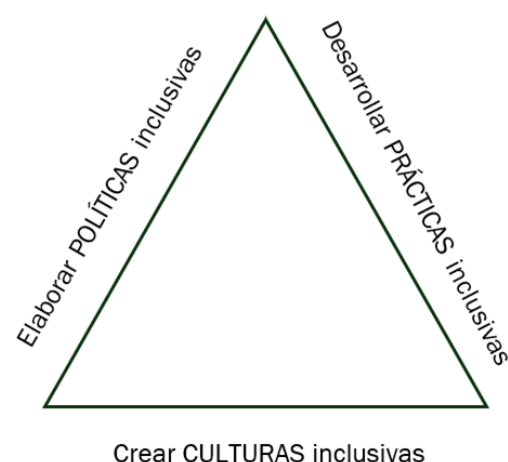 Elaborar POLÍTICAS inclusivas
Desarrollar PRÁCTICAS inclusivas
Crear CULTURAS inclusivas